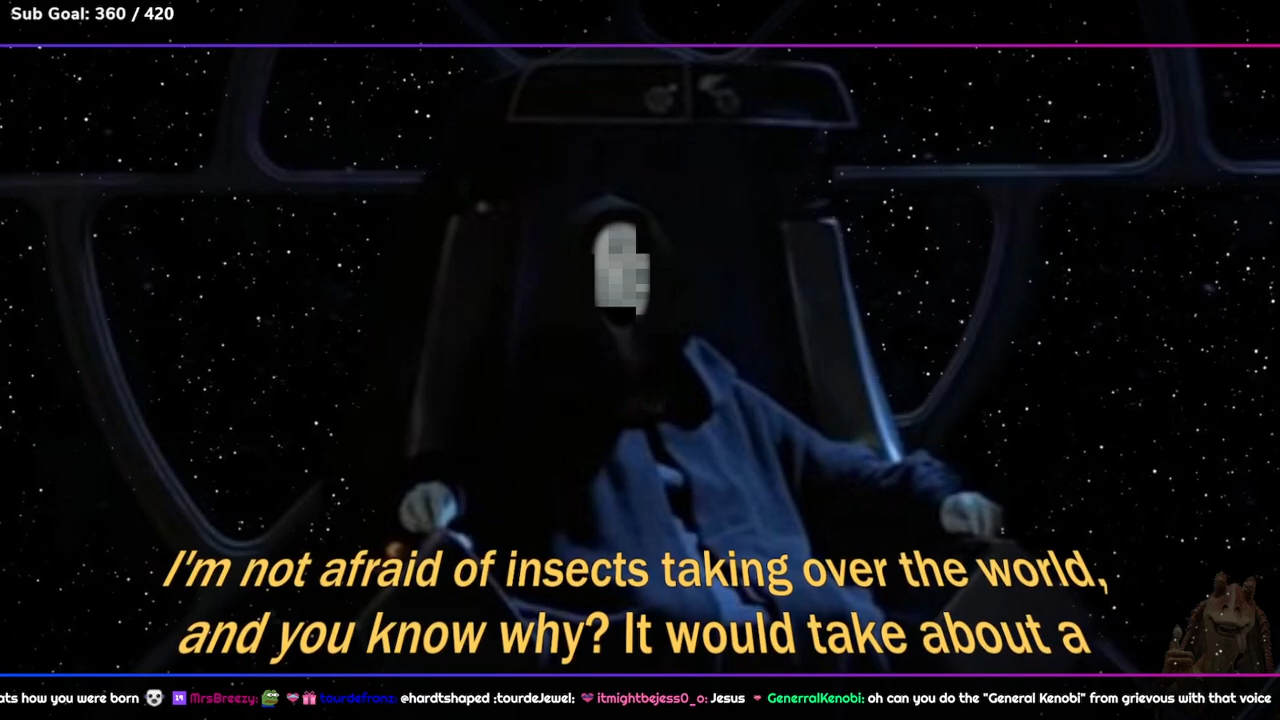 Sub Goal: 360 / 420
I'm not afraid of insects taking over the world,
and you know why? It would take about a
ats how you were born 19 MrsBreezy: tourdefranz: @hardtshaped :tourdeJewel: itmightbejess0_o: Jesus GenerralKenobi: oh can you do the "General Kenobi" from grievous with that voice